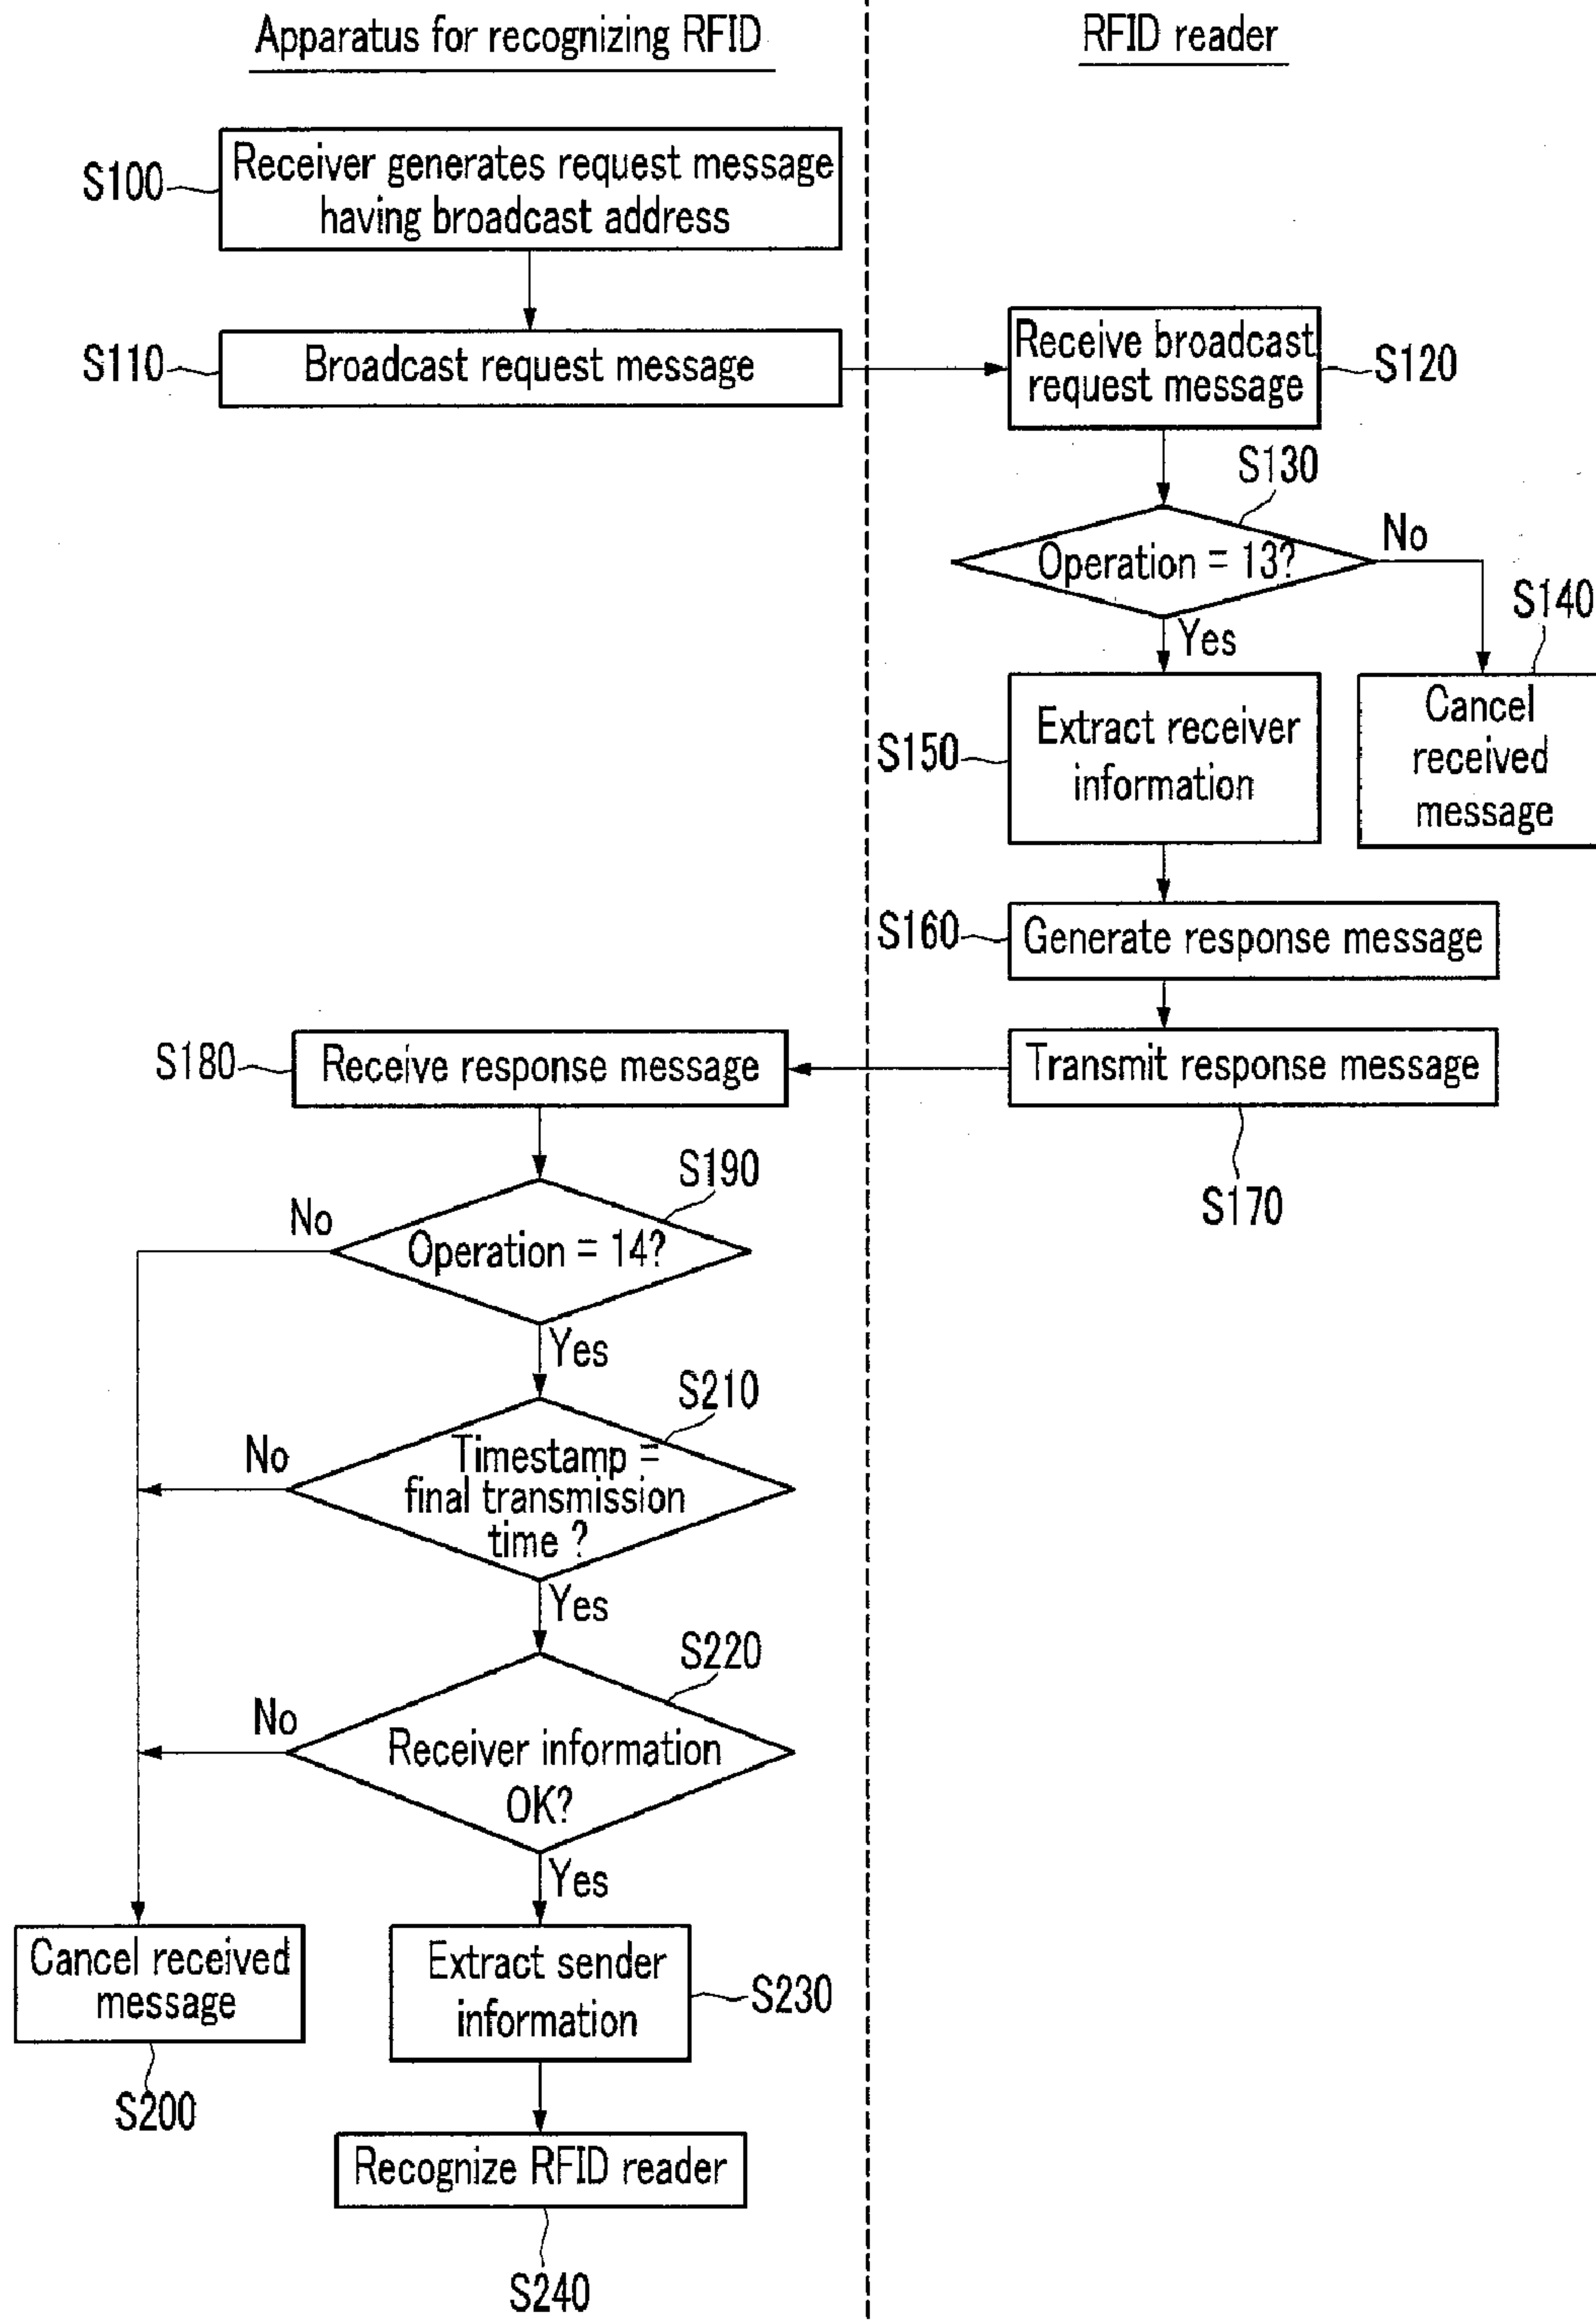 Apparatus for recognizing RFID
RFID reader
S100
Receiver generates request message
having broadcast address
S110
Broadcast request message
Receive broadcast
request message
S120
S130
Operation = 13?
No
Yes
S140
Cancel
received
message
S150
Extract receiver
information
S160
Generate response message
S180
Receive response message
Transmit response message
S170
S190
No
Operation = 14?
Yes
S210
No
Timestamp =
final transmission
time ?
Yes
S220
No
Receiver information
OK?
Yes
Cancel received
message
S200
Extract sender
information
S230
Recognize RFID reader
S240